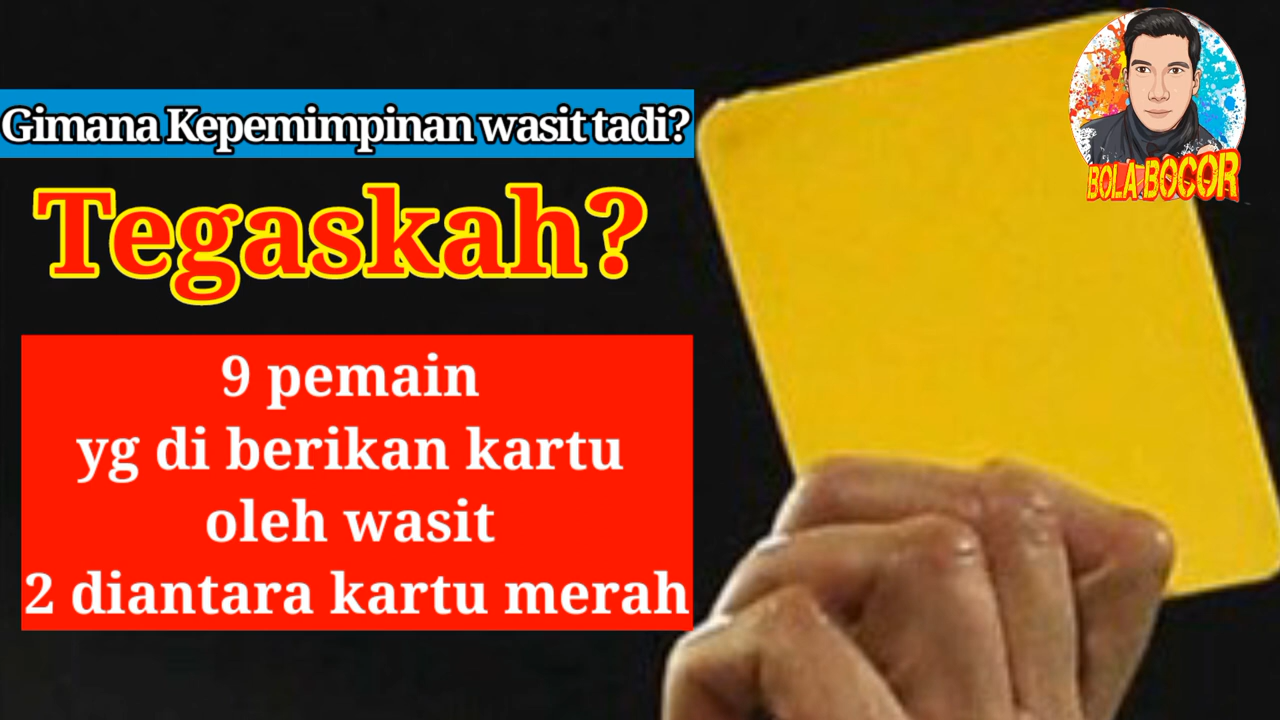 Gimana Kepemimpinan wasit tadi?
Tegaskah?
9 pemain
yg di berikan kartu
oleh wasit
2 diantara kartu merah
BOLA BOCOR